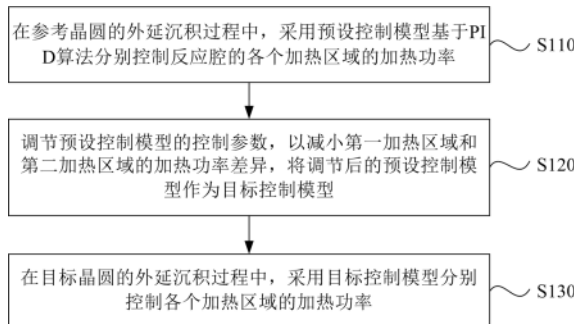 在参考晶圆的外延沉积过程中，采用预设控制模型基于PI
D算法分别控制反应腔的各个加热区域的加热功率
S110
调节预设控制模型的控制参数，以减小第一加热区域和
第二加热区域的加热功率差异，将调节后的预设控制模
型作为目标控制模型
S120
在目标晶圆的外延沉积过程中，采用目标控制模型分别
控制各个加热区域的加热功率
S130